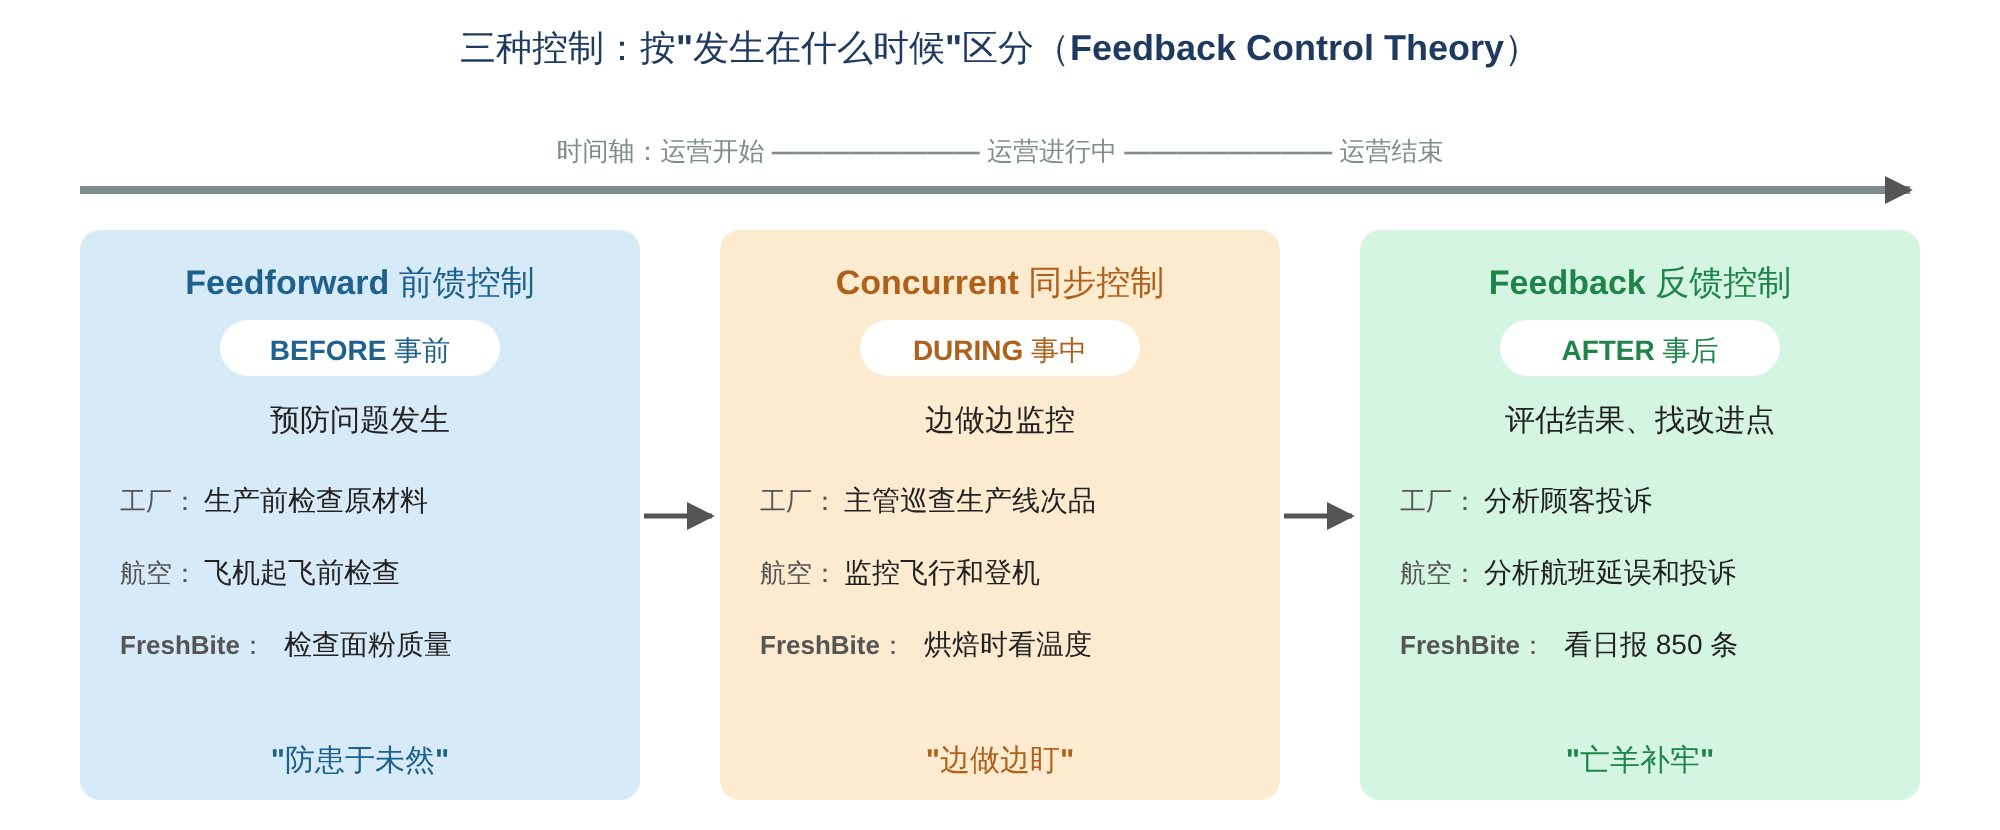 三种控制：按"发生在什么时候"区分（Feedback Control Theory）
时间轴：运营开始 ———————— 运营进行中 ———————— 运营结束
Feedforward 前馈控制
BEFORE 事前
预防问题发生
工厂： 生产前检查原材料
航空： 飞机起飞前检查
FreshBite： 检查面粉质量
"防患于未然"
Concurrent 同步控制
DURING 事中
边做边监控
工厂： 主管巡查生产线次品
航空： 监控飞行和登机
FreshBite： 烘焙时看温度
"边做边盯"
Feedback 反馈控制
AFTER 事后
评估结果、找改进点
工厂： 分析顾客投诉
航空： 分析航班延误和投诉
FreshBite： 看日报 850 条
"亡羊补牢"